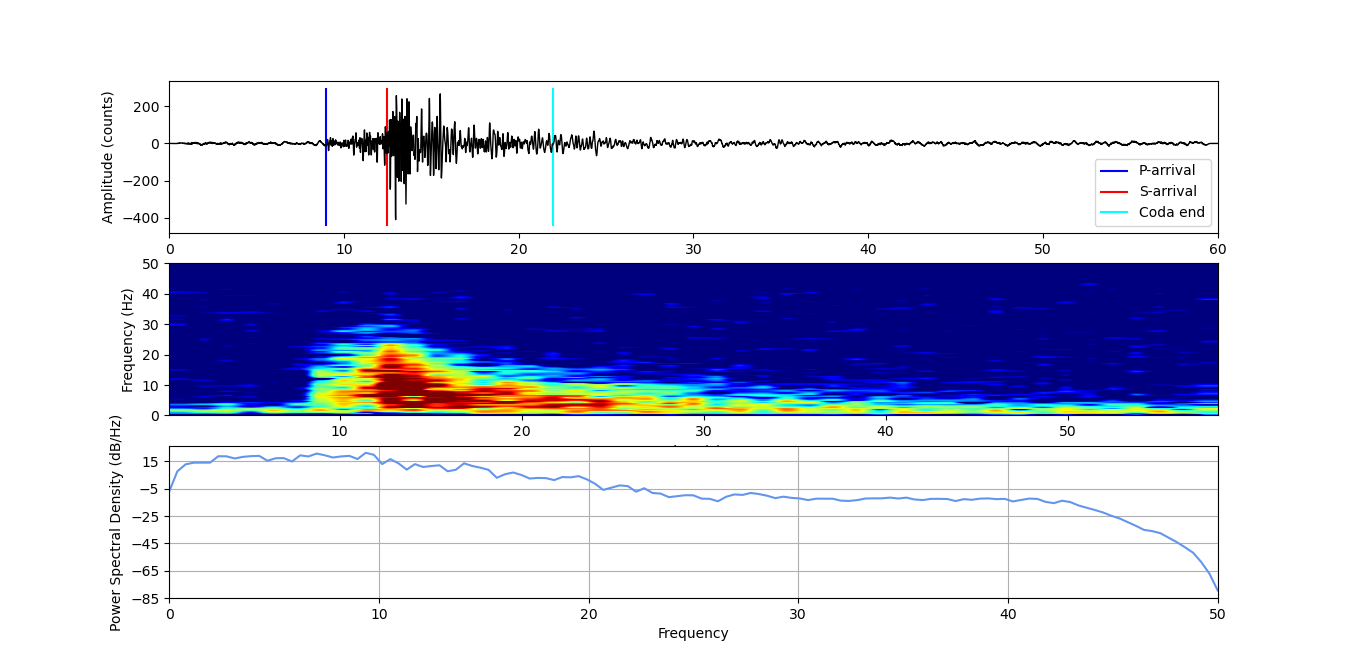 Amplitude (counts)
200
0
−200
−400
P-arrival
S-arrival
Coda end
0 10 20 30 40 50 60
Frequency (Hz)
50
40
30
20
10
0
10 20 30 40 50
Power Spectral Density (dB/Hz)
15
−5
−25
−45
−65
−85
0 10 20 30 40 50
Frequency